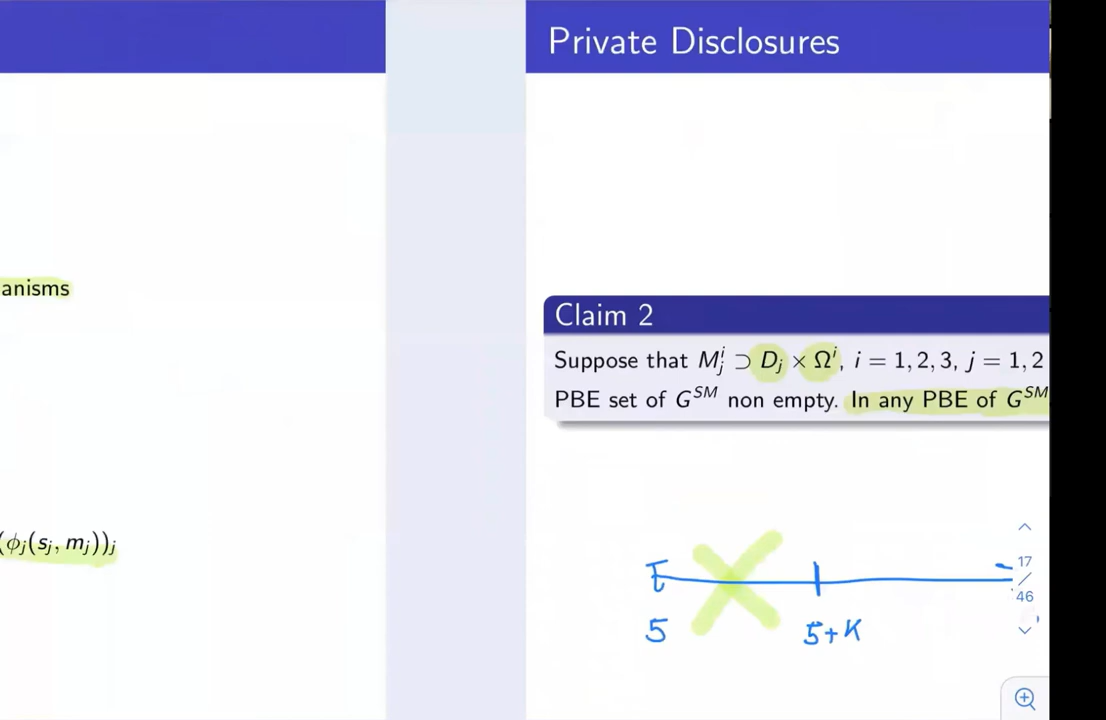 Private Disclosures
anisms
Claim 2
Suppose that M_j^i ⊃ D_j × Ω^i, i = 1, 2, 3, j = 1, 2
PBE set of G^{SM} non empty. In any PBE of G^{SM}
(ϕ_j(s_j, m_j))_j
17
/
46
5
5+K